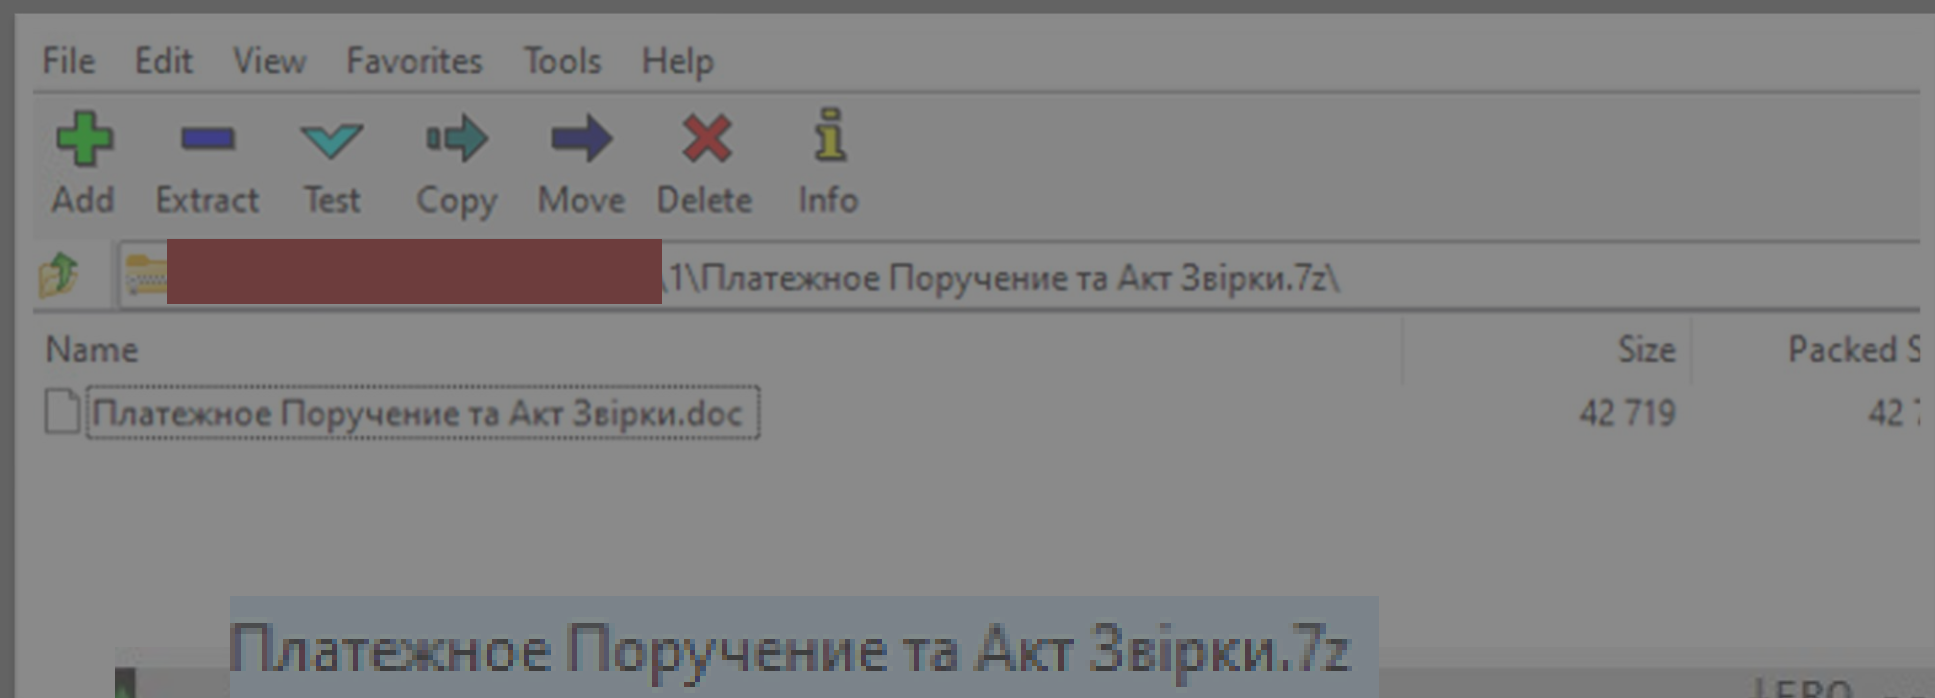 File Edit View Favorites Tools Help
Add Extract Test Copy Move Delete Info
\1\Платежное Поручение та Акт Звірки.7z\
Name Size Packed S
Платежное Поручение та Акт Звірки.doc 42 719 42 7
Платежное Поручение та Акт Звірки.7z